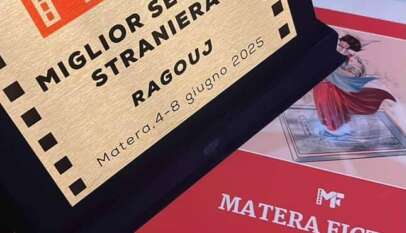 MIGLIOR SE
STRANIERA
RAGOUJ
Matera, 4-8 giugno 2025
MF
MATERA FICT